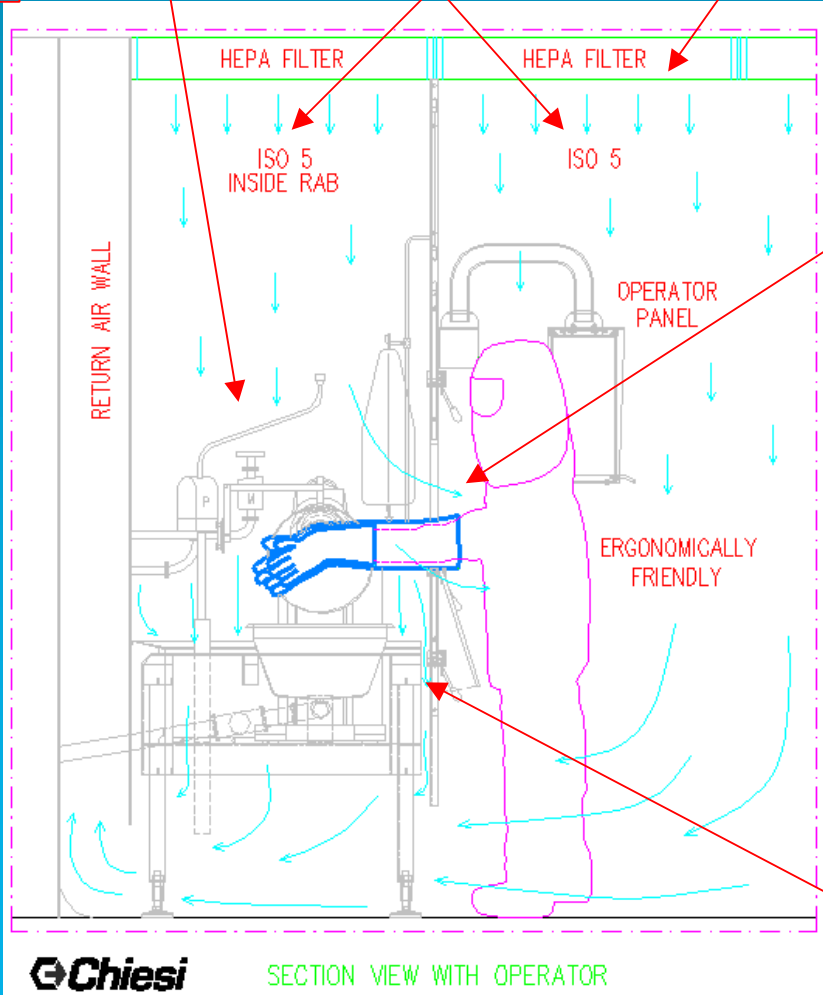 HEPA FILTER
HEPA FILTER
ISO 5
INSIDE RAB
ISO 5
RETURN AIR WALL
OPERATOR
PANEL
P
M
ERGONOMICALLY
FRIENDLY
Chiesi
SECTION VIEW WITH OPERATOR